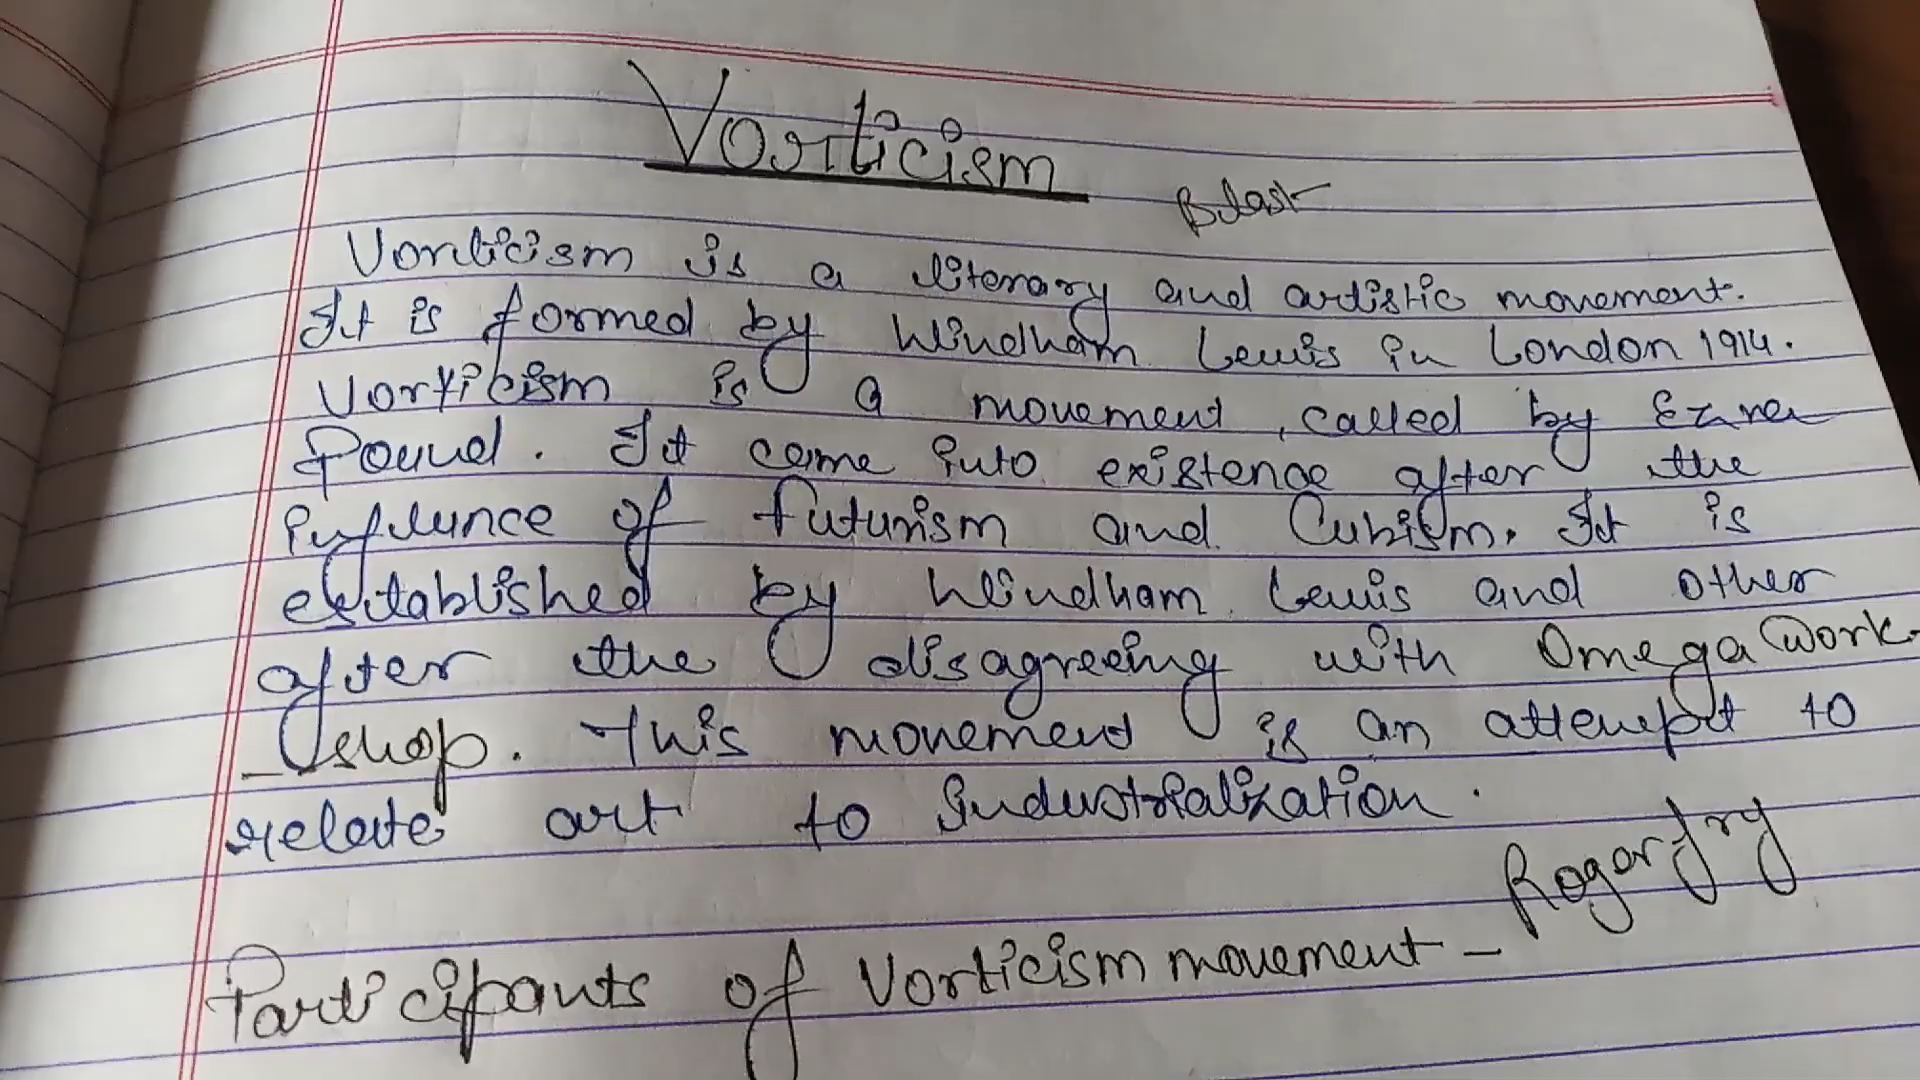 Vorticism
Blast
Vorticism is a literary and artistic movement.
It is formed by Windham Lewis in London 1914.
Vorticism is a movement, called by Ezra
Pound. It came into existence after the
influnce of futurism and Cubism. It is
established by Windham Lewis and other
after the disagreeing with Omega Work-
_shop. This movement is an attempt to
relate art to Industrialization.
Rogar fry
Participants of Vorticism movement -